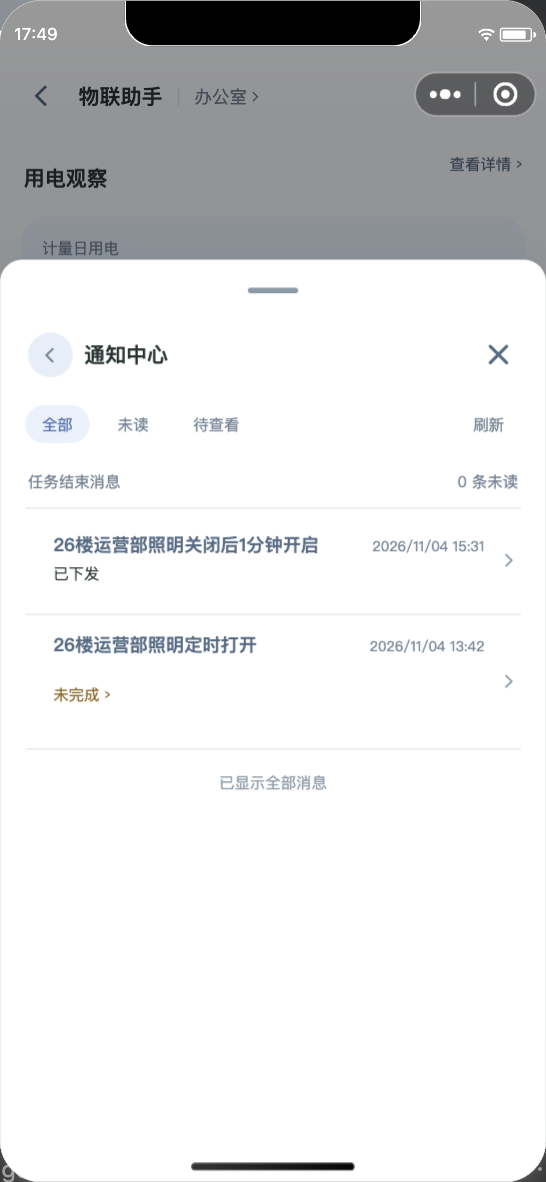 17:49
物联助手
办公室 >
用电观察
查看详情 >
计量日用电
通知中心
全部
未读
待查看
刷新
任务结束消息
0 条未读
26楼运营部照明关闭后1分钟开启
2026/11/04 15:31
已下发
26楼运营部照明定时打开
2026/11/04 13:42
未完成 >
已显示全部消息